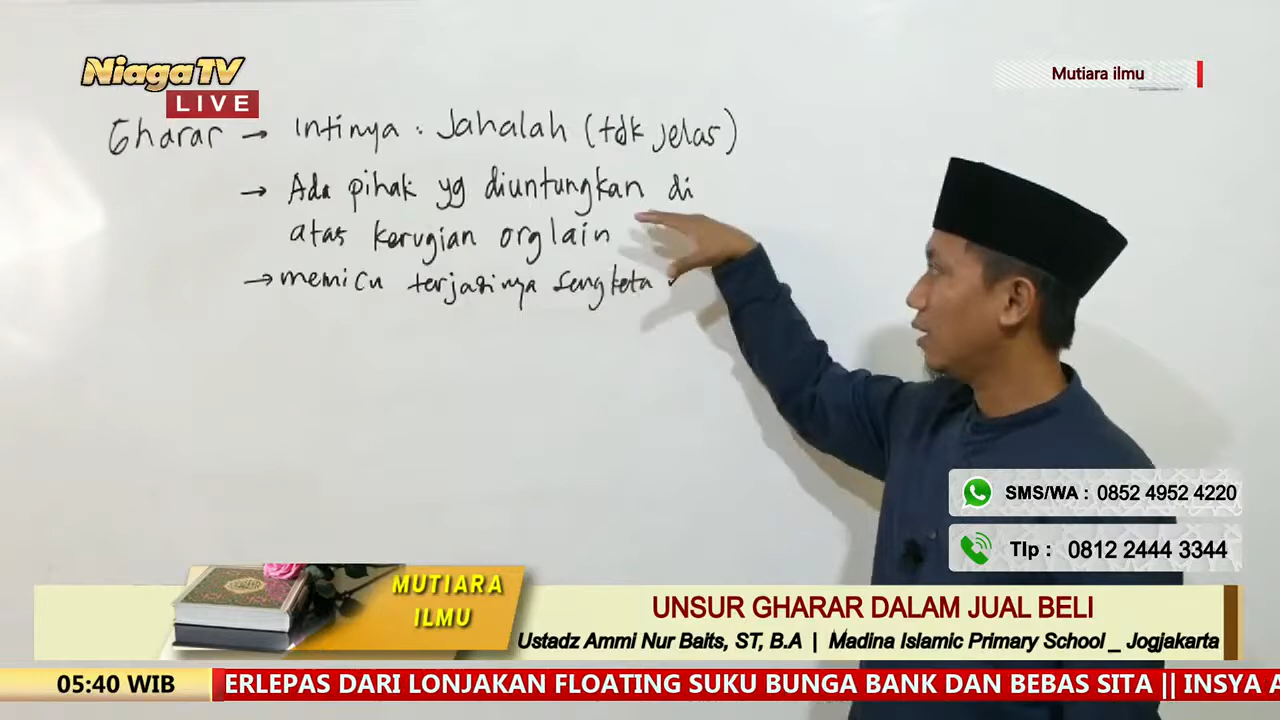 NiagaTV
LIVE
Mutiara ilmu
Gharar → Intinya : Jahalah (tdk jelas)
→ Ada pihak yg diuntungkan di
atas kerugian orglain
→ memicu terjadinya sengketa
SMS/WA : 0852 4952 4220
Tlp : 0812 2444 3344
MUTIARA
ILMU
UNSUR GHARAR DALAM JUAL BELI
Ustadz Ammi Nur Baits, ST, B.A | Madina Islamic Primary School _ Jogjakarta
05:40 WIB
ERLEPAS DARI LONJAKAN FLOATING SUKU BUNGA BANK DAN BEBAS SITA || INSYA A